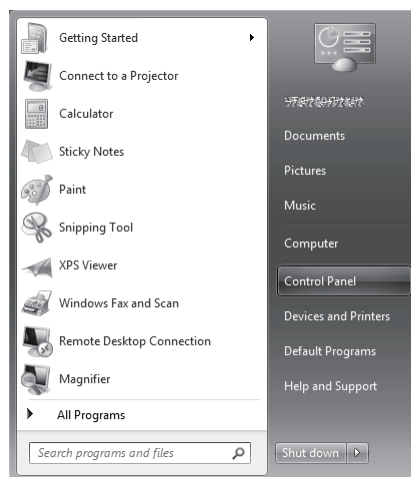 Getting Started
Connect to a Projector
Calculator
Sticky Notes
Paint
Snipping Tool
XPS Viewer
Windows Fax and Scan
Remote Desktop Connection
Magnifier
All Programs
Search programs and files
Documents
Pictures
Music
Computer
Control Panel
Devices and Printers
Default Programs
Help and Support
Shut down